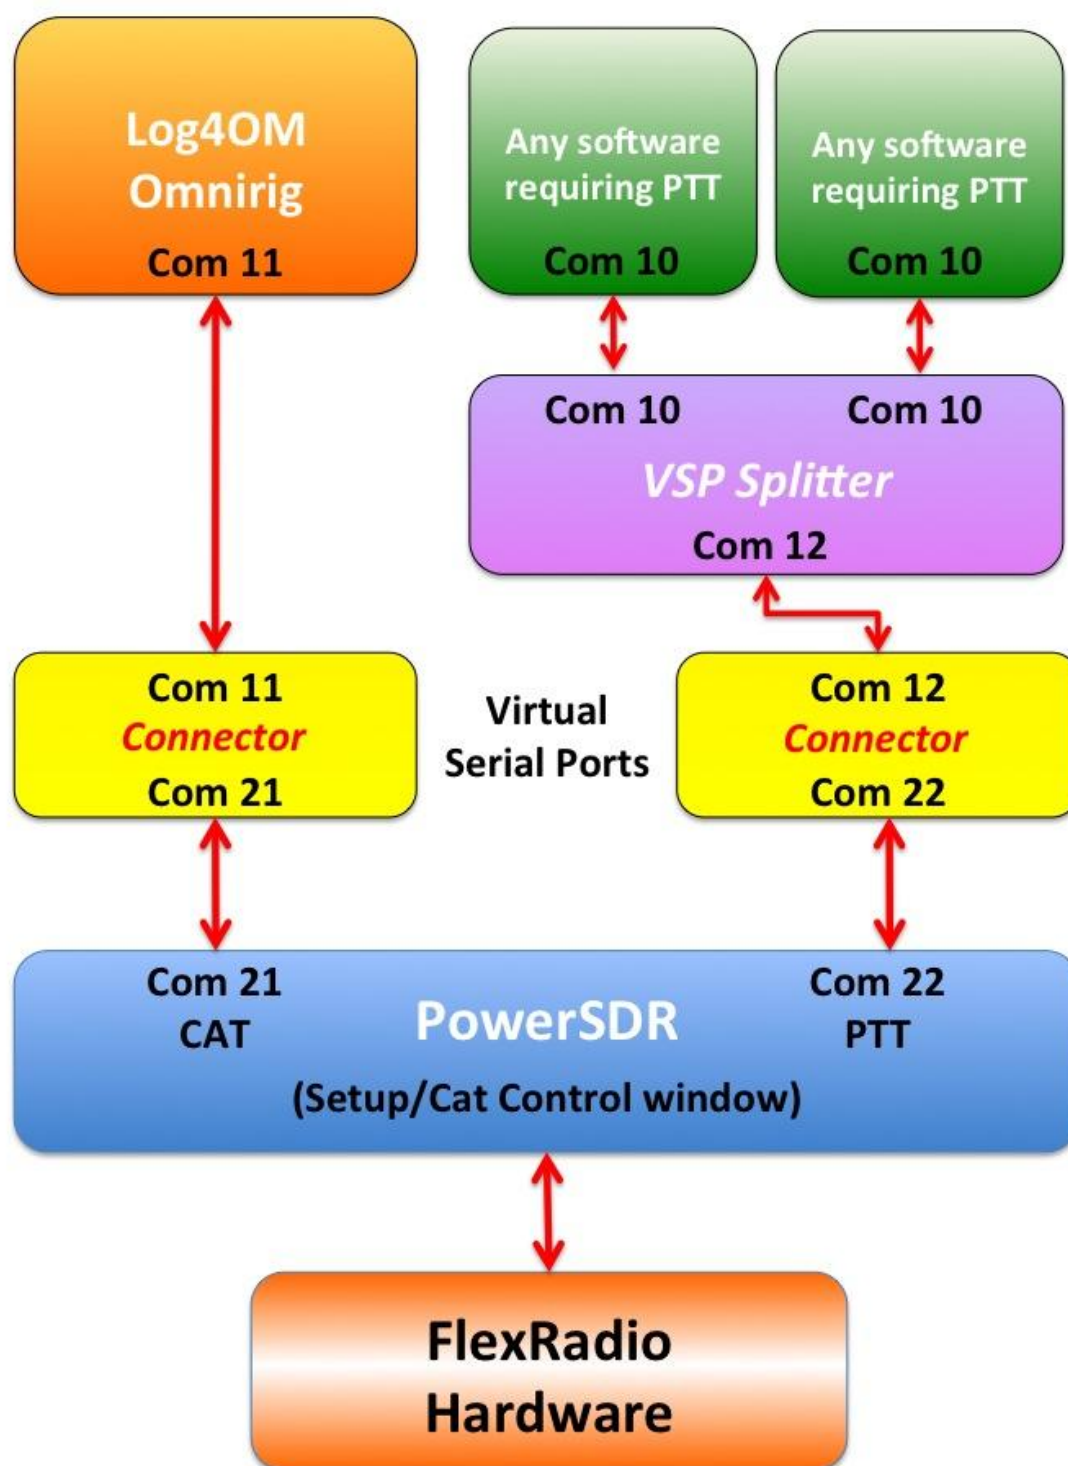 Log4OM
Omnirig
Com 11
Any software
requiring PTT
Com 10
Any software
requiring PTT
Com 10
Com 10
Com 10
VSP Splitter
Com 12
Com 11
Connector
Com 21
Virtual
Serial Ports
Com 12
Connector
Com 22
Com 21
CAT
PowerSDR
Com 22
PTT
(Setup/Cat Control window)
FlexRadio
Hardware